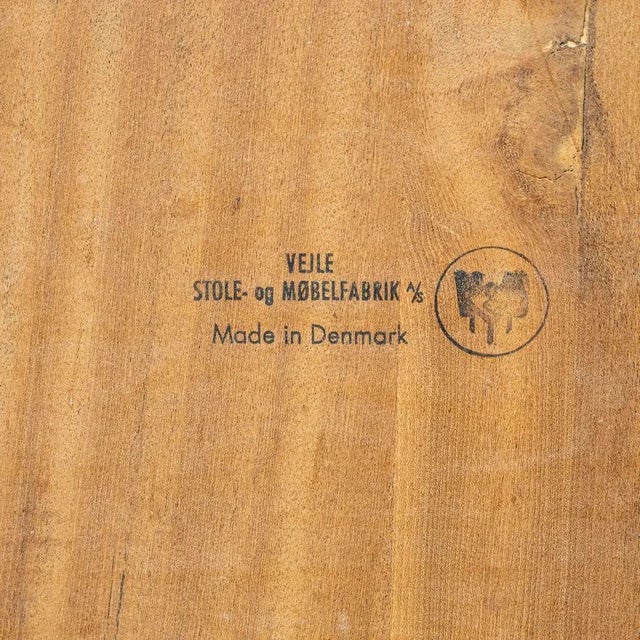 VEJLE
STOLE- og MØBELFABRIK A/S
Made in Denmark